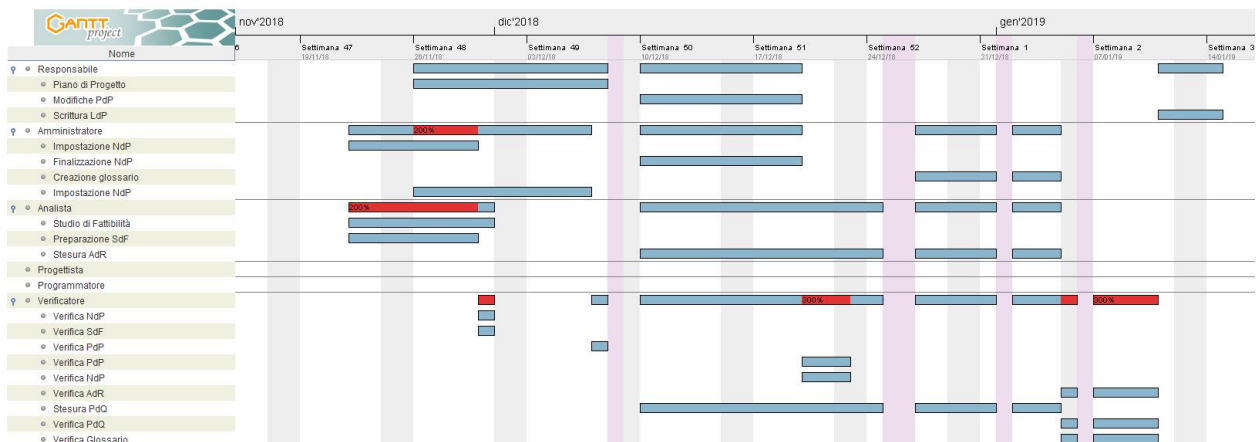 GANTT
project
nov'2018
dic'2018
gen'2019
6
Settimana 47
Settimana 48
Settimana 49
Settimana 50
Settimana 51
Settimana 52
Settimana 1
Settimana 2
Settimana 3
Nome
19/11/18
26/11/18
03/12/18
10/12/18
17/12/18
24/12/18
31/12/18
07/01/19
14/01/19
Responsabile
Piano di Progetto
Modifiche PdP
Scrittura LdP
Amministratore
200%
Impostazione NdP
Finalizzazione NdP
Creazione glossario
Impostazione NdP
Analista
200%
Studio di Fattibilità
Preparazione SdF
Stesura AdR
Progettista
Programmatore
Verificatore
300%
300%
Verifica NdP
Verifica SdF
Verifica PdP
Verifica PdP
Verifica NdP
Verifica AdR
Stesura PdQ
Verifica PdQ
Verifica Glossario